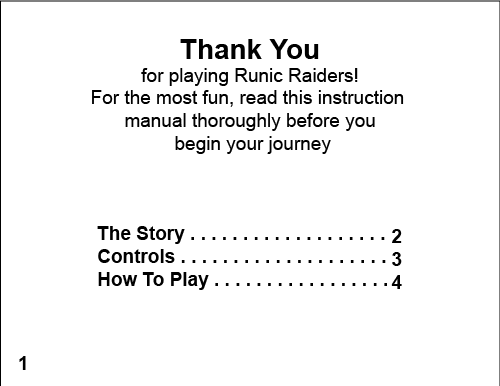 Thank You
for playing Runic Raiders!
For the most fun, read this instruction
manual thoroughly before you
begin your journey
The Story . . . . . . . . . . . . . . . . . . . 2
Controls . . . . . . . . . . . . . . . . . . . . 3
How To Play . . . . . . . . . . . . . . . . . 4
1